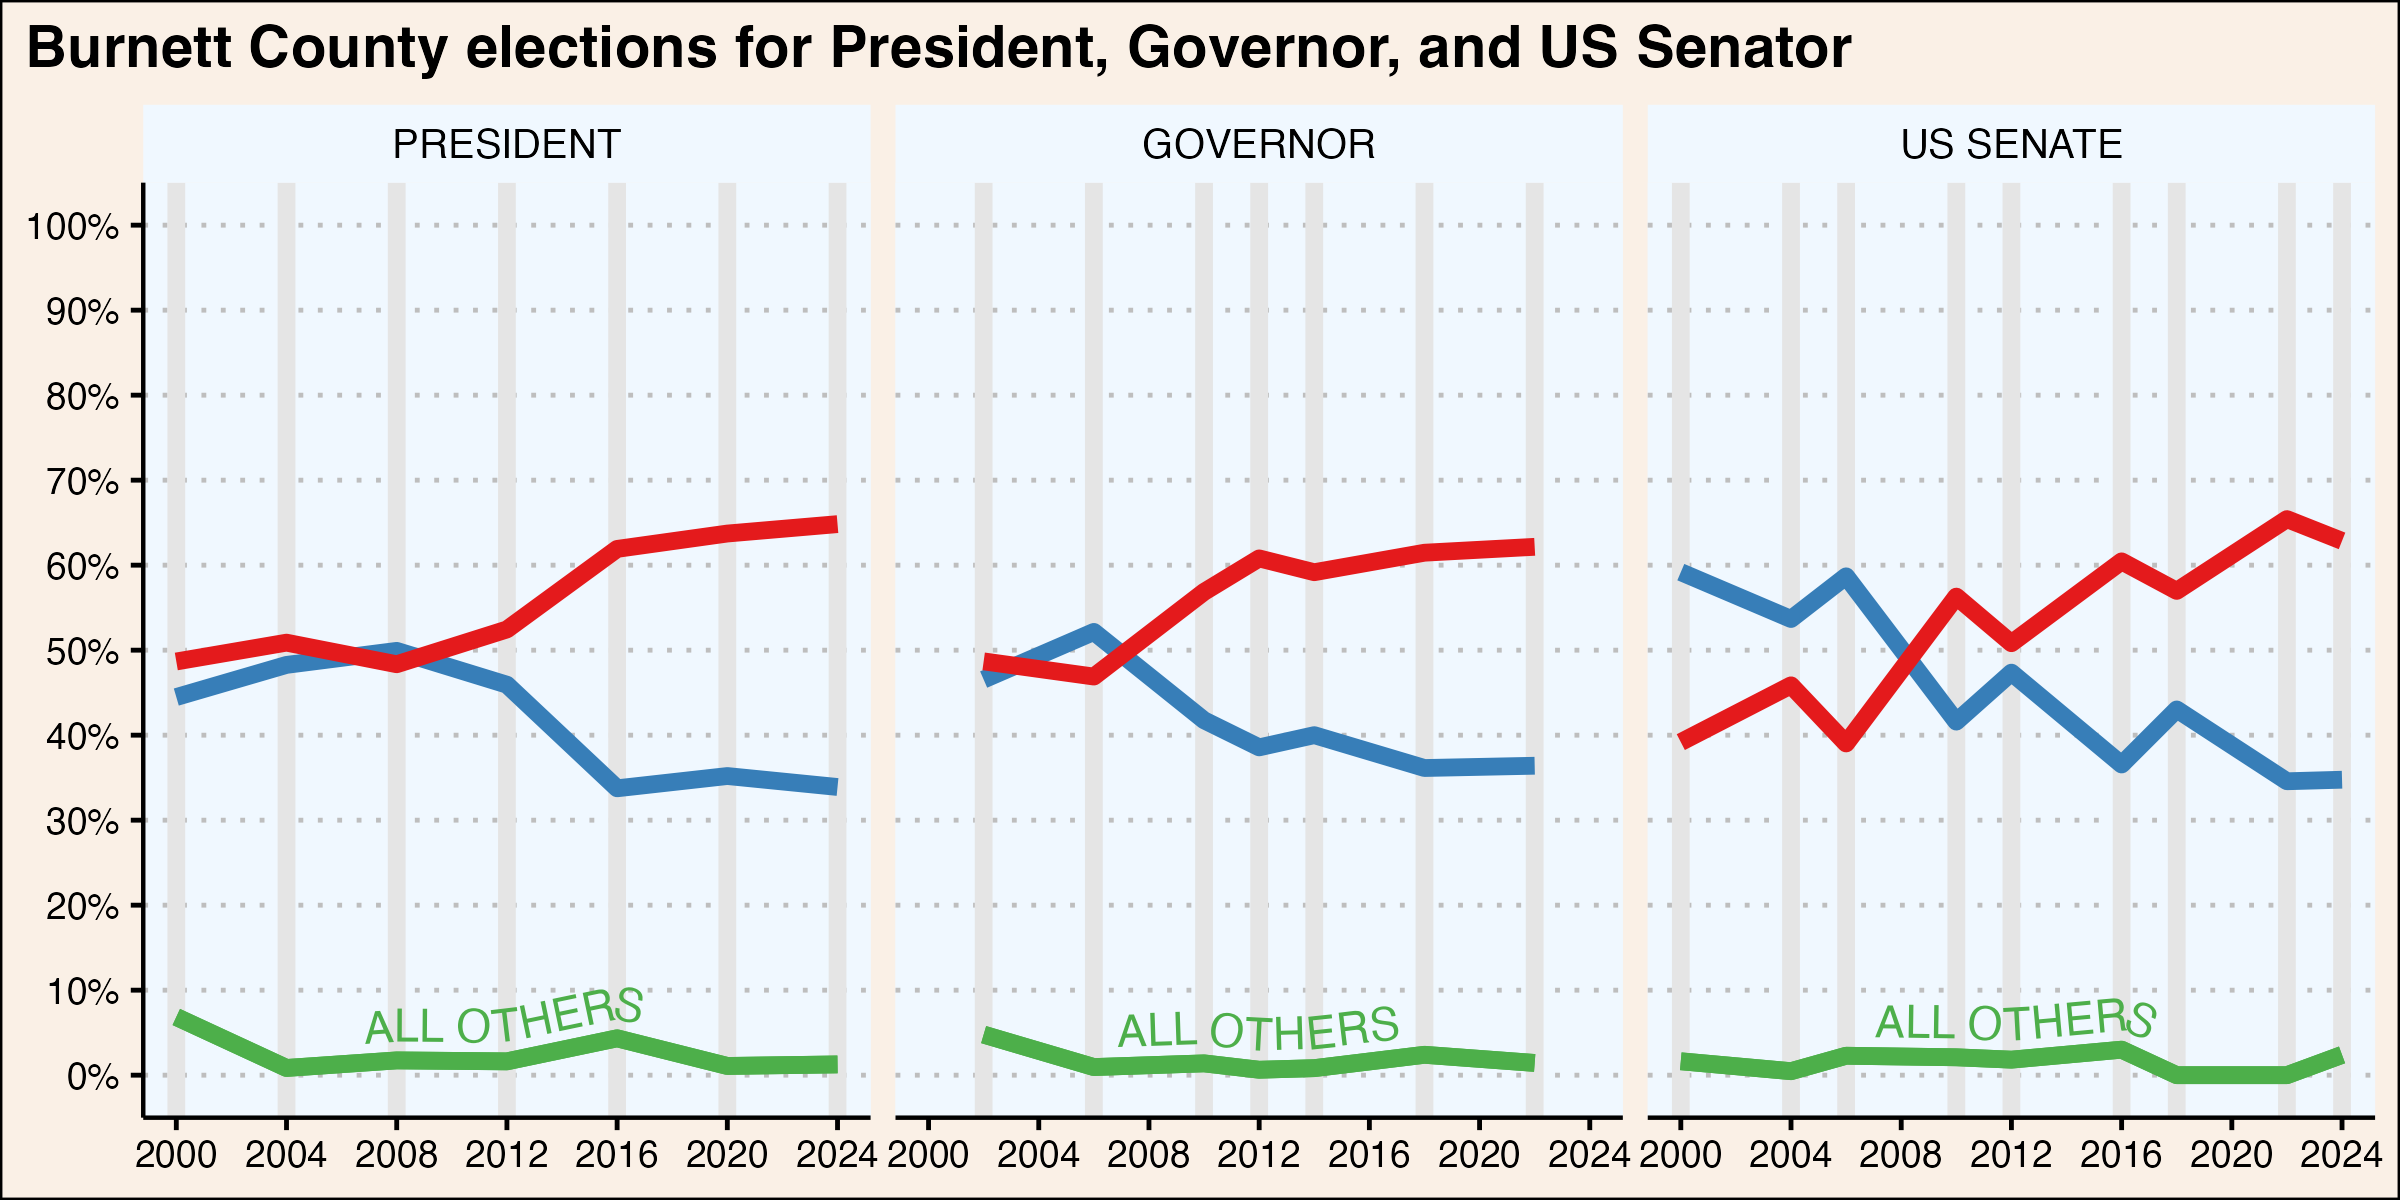 Burnett County elections for President, Governor, and US Senator
PRESIDENT
GOVERNOR
US SENATE
100%
90%
80%
70%
60%
50%
40%
30%
20%
10%
0%
ALL OTHERS
ALL OTHERS
ALL OTHERS
2000 2004 2008 2012 2016 2020 2024
2000 2004 2008 2012 2016 2020 2024
2000 2004 2008 2012 2016 2020 2024